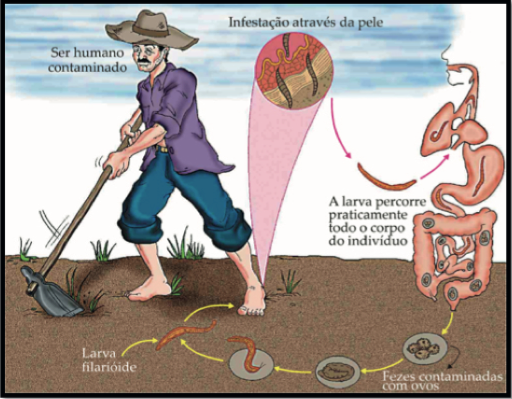 Infestação através da pele
Ser humano
contaminado
A larva percorre
praticamente
todo o corpo
do indivíduo
Larva
filarióide
Fezes contaminadas
com ovos